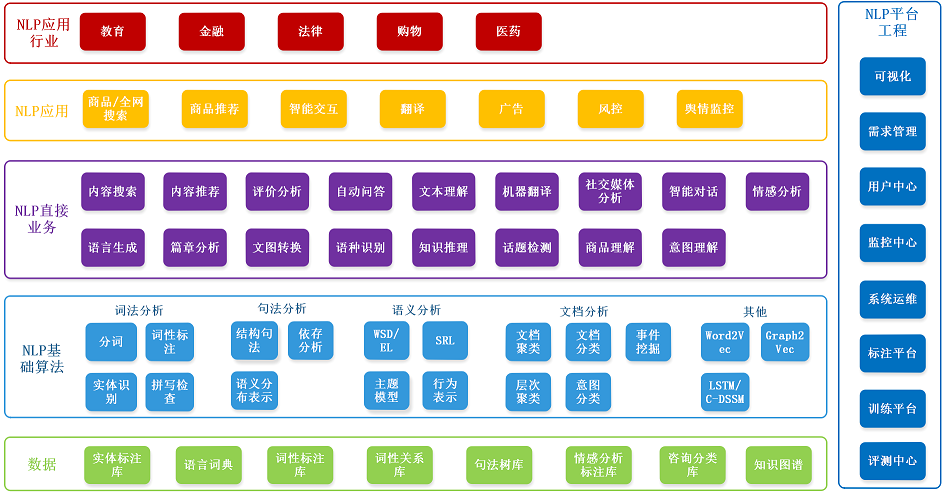 NLP应用
行业
教育
金融
法律
购物
医药
NLP应用
商品/全网
搜索
商品推荐
智能交互
翻译
广告
风控
舆情监控
NLP直接
业务
内容搜索
内容推荐
评价分析
自动问答
文本理解
机器翻译
社交媒体
分析
智能对话
情感分析
语言生成
篇章分析
文图转换
语种识别
知识推理
话题检测
商品理解
意图理解
NLP基
础算法
词法分析
分词
词性标
注
实体识
别
拼写检
查
句法分析
结构句
法
依存
分析
语义分
布表示
语义分析
WSD/
EL
SRL
主题
模型
行为
表示
文档分析
文档
聚类
文档
分类
事件
挖掘
层次
聚类
意图
分类
其他
Word2V
ec
Graph2
Vec
LSTM/
C-DSSM
数据
实体标注
库
语言词典
词性标注
库
词性关系
库
句法树库
情感分析
标注库
咨询分类
库
知识图谱
NLP平台
工程
可视化
需求管理
用户中心
监控中心
系统运维
标注平台
训练平台
评测中心